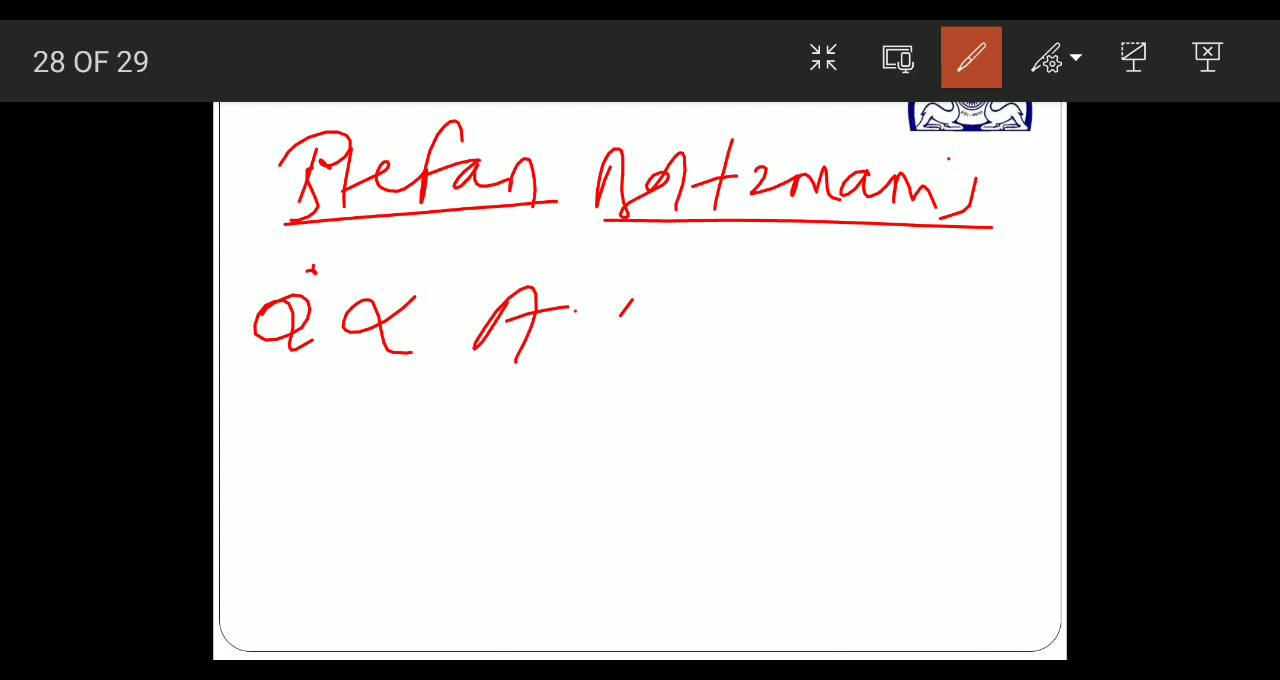 28 OF 29
Stefan Boltzmann's
Q̇ ∝ A.